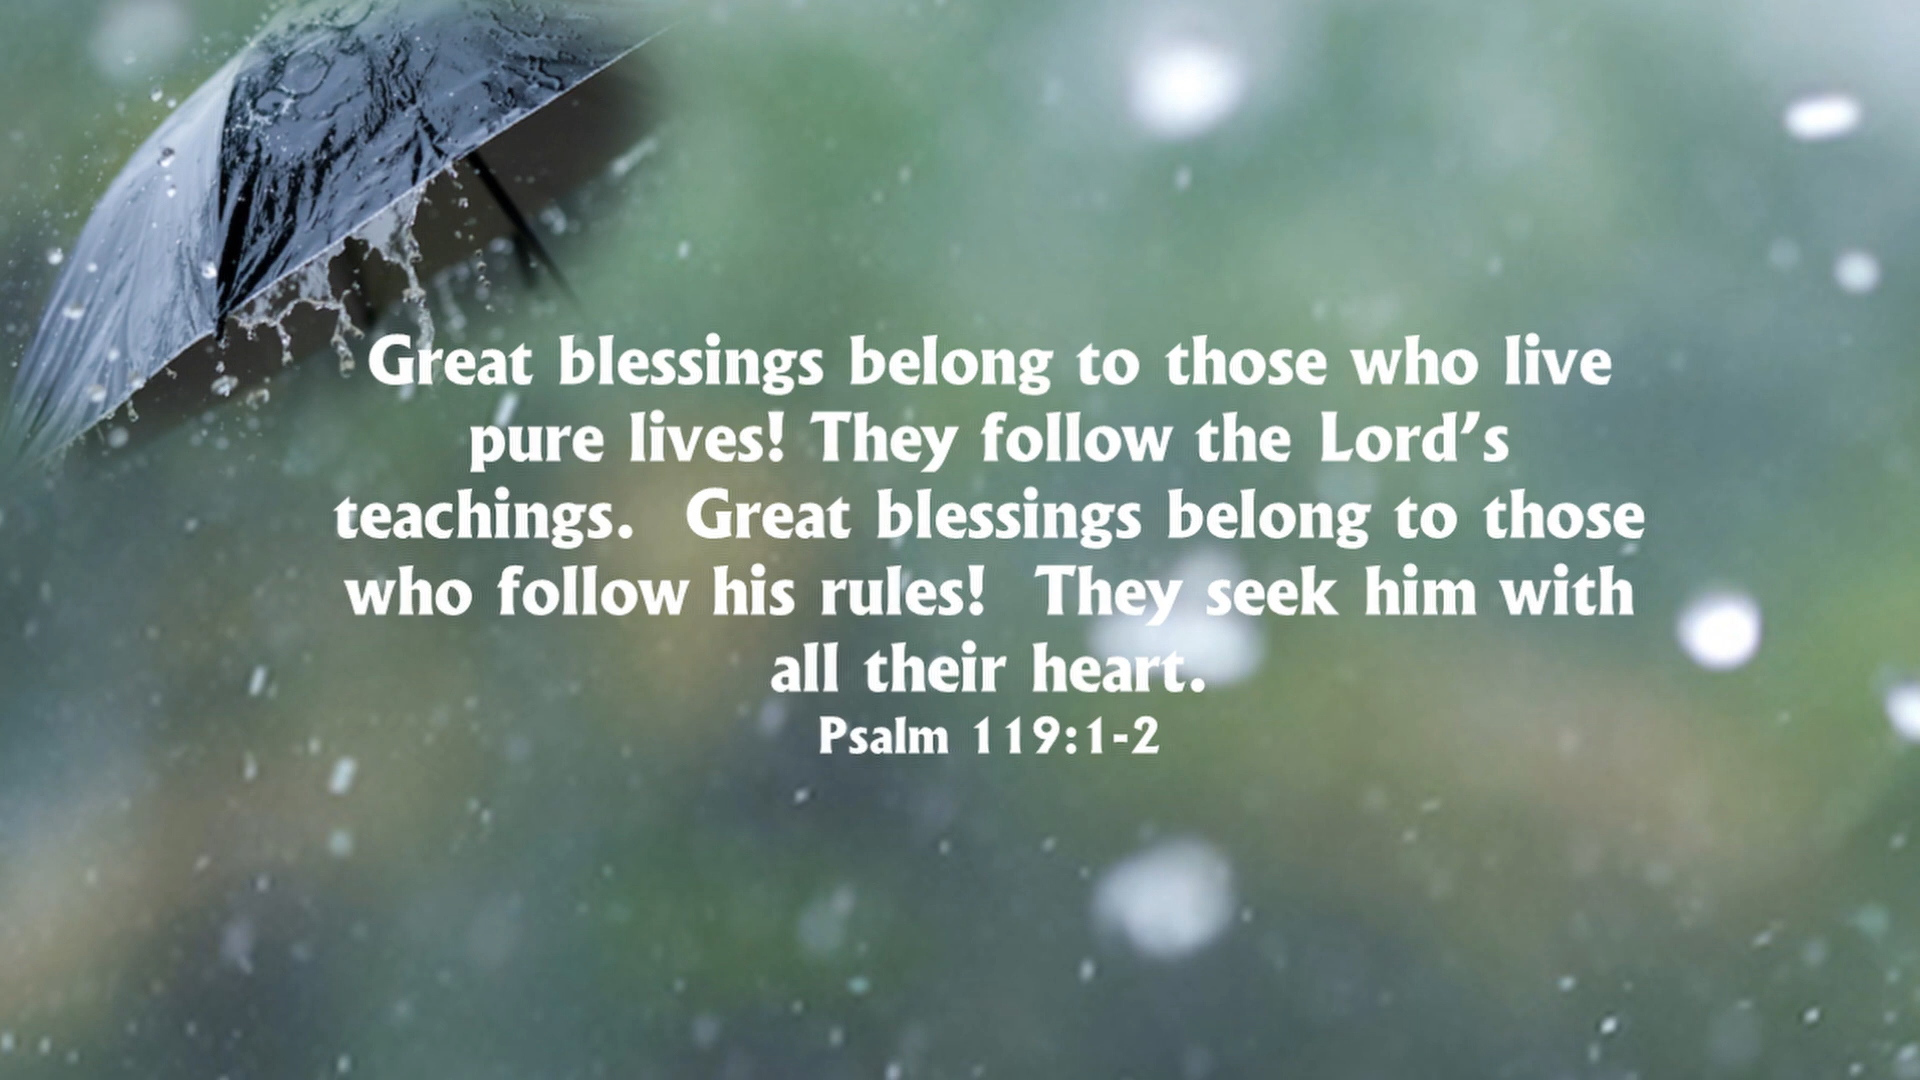 Great blessings belong to those who live
pure lives! They follow the Lord’s
teachings.  Great blessings belong to those
who follow his rules!  They seek him with
all their heart.
Psalm 119:1-2